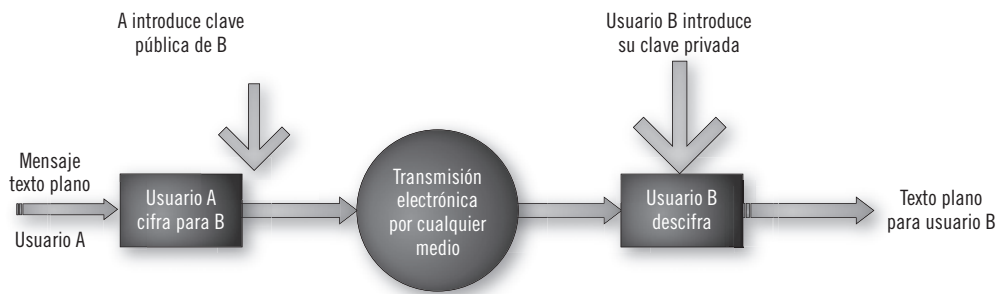 A introduce clave
pública de B
Usuario B introduce
su clave privada
Mensaje
texto plano
Usuario A
Usuario A
cifra para B
Transmisión
electrónica
por cualquier
medio
Usuario B
descifra
Texto plano
para usuario B